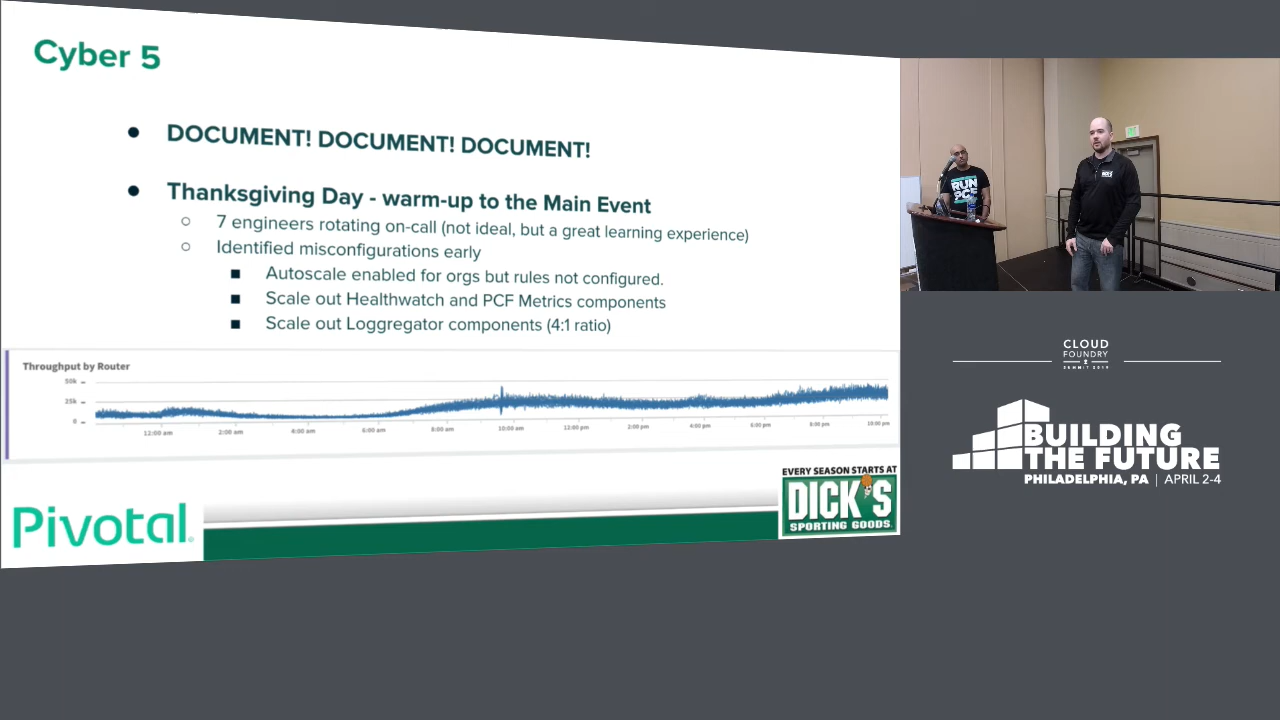 Cyber 5
● DOCUMENT! DOCUMENT! DOCUMENT!
● Thanksgiving Day - warm-up to the Main Event
○ 7 engineers rotating on-call (not ideal, but a great learning experience)
○ Identified misconfigurations early
■ Autoscale enabled for orgs but rules not configured.
■ Scale out Healthwatch and PCF Metrics components
■ Scale out Loggregator components (4:1 ratio)
Throughput by Router
50k
25k
0
12:00 am 2:00 am 4:00 am 6:00 am 8:00 am 10:00 am 12:00 pm 2:00 pm 4:00 pm 6:00 pm 8:00 pm 10:00 pm
Pivotal
EVERY SEASON STARTS AT
DICK'S
SPORTING GOODS
RUN
PCF
CLOUD
FOUNDRY
SUMMIT 2019
BUILDING
THE FUTURE
PHILADELPHIA, PA | APRIL 2-4